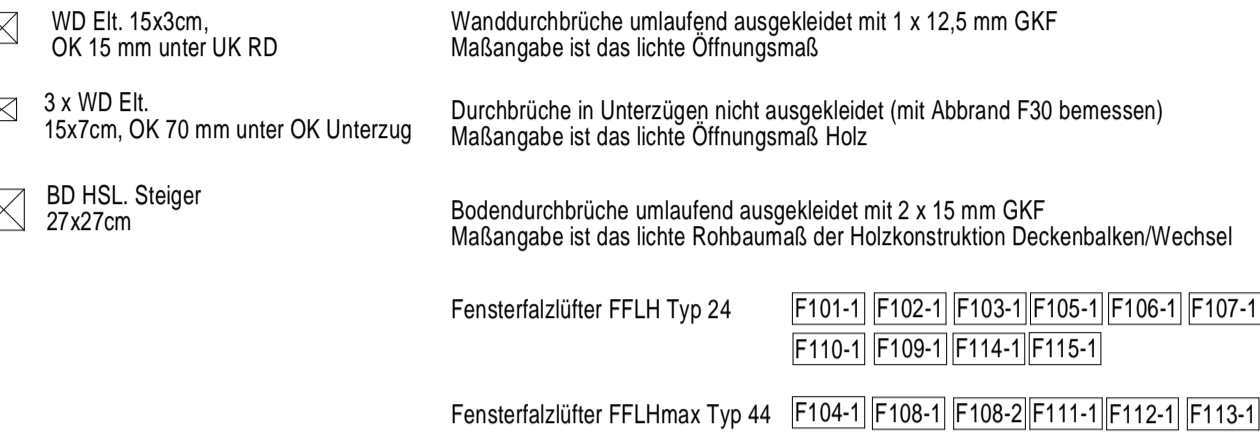 WD Elt. 15x3cm,
OK 15 mm unter UK RD
Wanddurchbrüche umlaufend ausgekleidet mit 1 x 12,5 mm GKF
Maßangabe ist das lichte Öffnungsmaß
3 x WD Elt.
15x7cm, OK 70 mm unter OK Unterzug
Durchbrüche in Unterzügen nicht ausgekleidet (mit Abbrand F30 bemessen)
Maßangabe ist das lichte Öffnungsmaß Holz
BD HSL. Steiger
27x27cm
Bodendurchbrüche umlaufend ausgekleidet mit 2 x 15 mm GKF
Maßangabe ist das lichte Rohbaumaß der Holzkonstruktion Deckenbalken/Wechsel
Fensterfalzlüfter FFLH Typ 24 F101-1 F102-1 F103-1 F105-1 F106-1 F107-1
F110-1 F109-1 F114-1 F115-1
Fensterfalzlüfter FFLHmax Typ 44 F104-1 F108-1 F108-2 F111-1 F112-1 F113-1